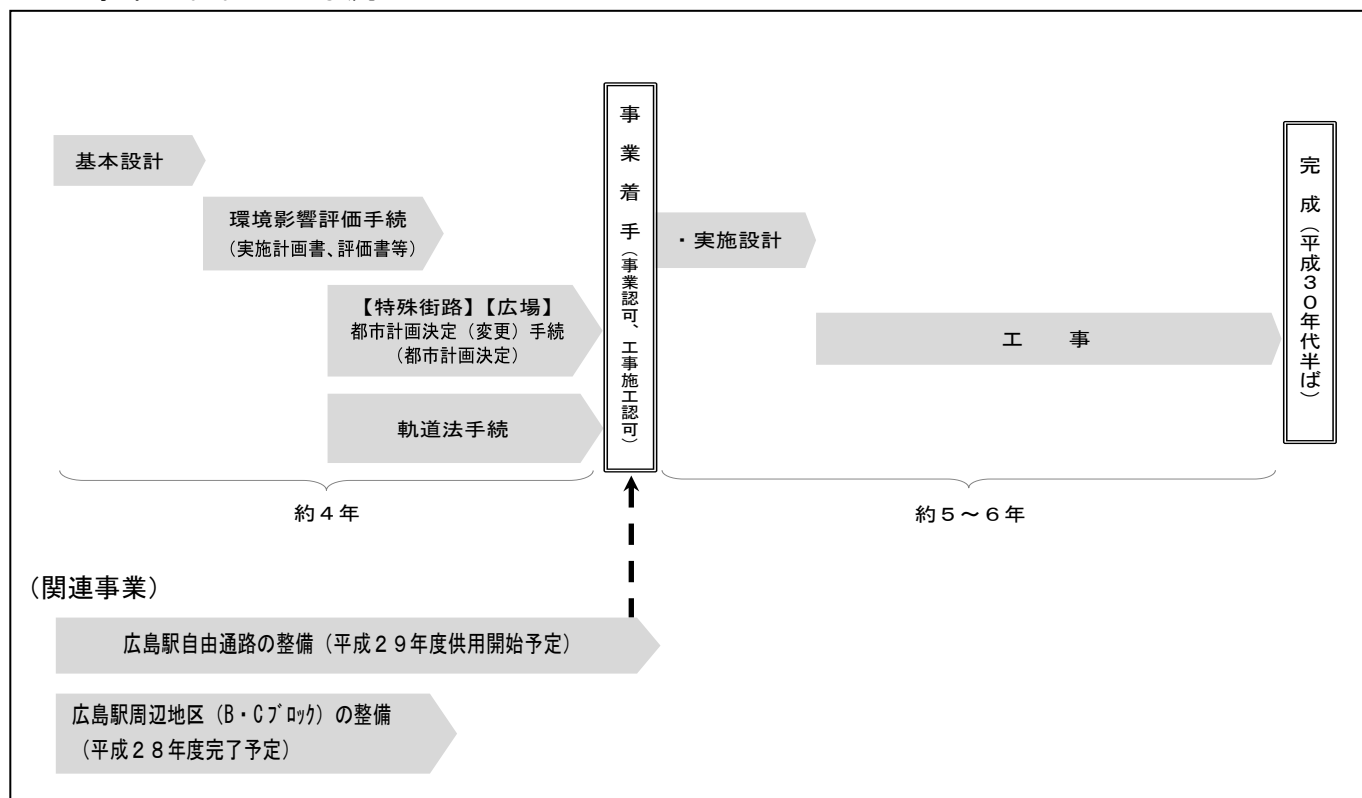 基本設計
環境影響評価手続
（実施計画書、評価書等）
【特殊街路】【広場】
都市計画決定（変更）手続
（都市計画決定）
軌道法手続
事業着手（事業認可、工事施工認可）
・実施設計
工　事
完成（平成３０年代半ば）
約４年
約５～６年
（関連事業）
広島駅自由通路の整備（平成２９年度供用開始予定）
広島駅周辺地区（B・Cﾌﾞﾛｯｸ）の整備
（平成２８年度完了予定）